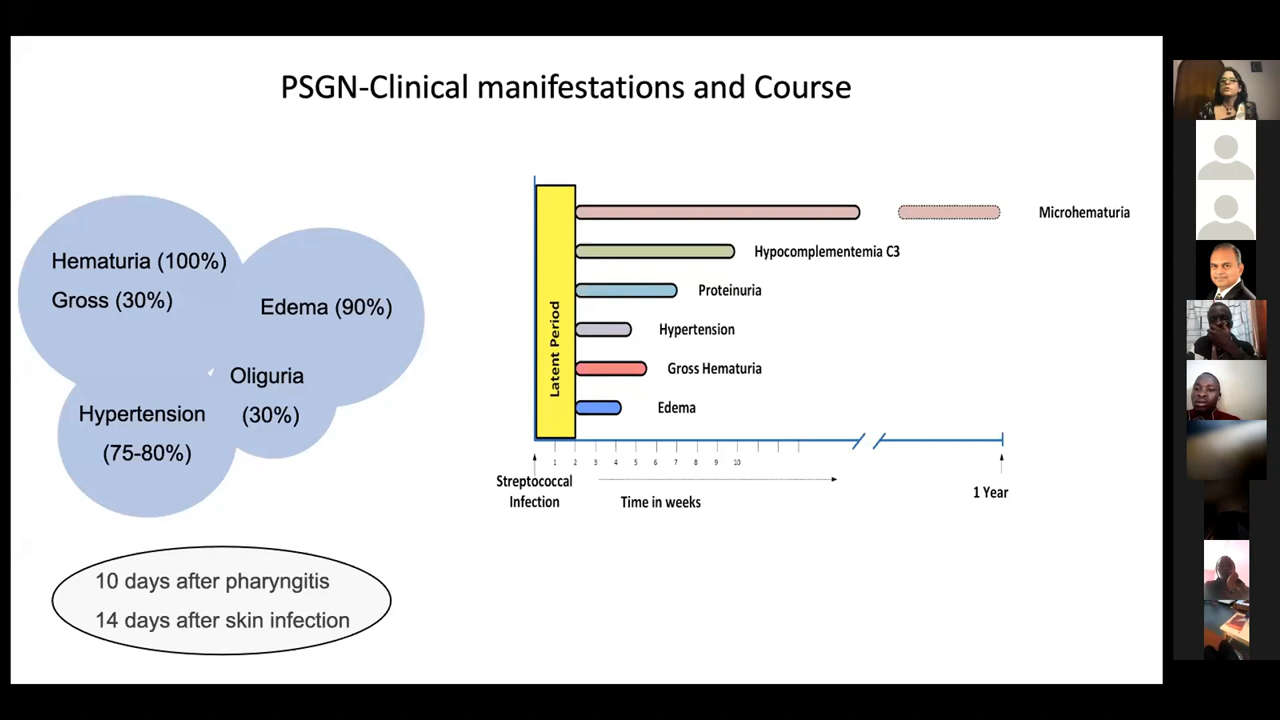 PSGN-Clinical manifestations and Course
Hematuria (100%)
Gross (30%)
Edema (90%)
Oliguria
(30%)
Hypertension
(75-80%)
10 days after pharyngitis
14 days after skin infection
Latent Period
Microhematuria
Hypocomplementemia C3
Proteinuria
Hypertension
Gross Hematuria
Edema
1 2 3 4 5 6 7 8 9 10
Streptococcal
Infection
Time in weeks
1 Year